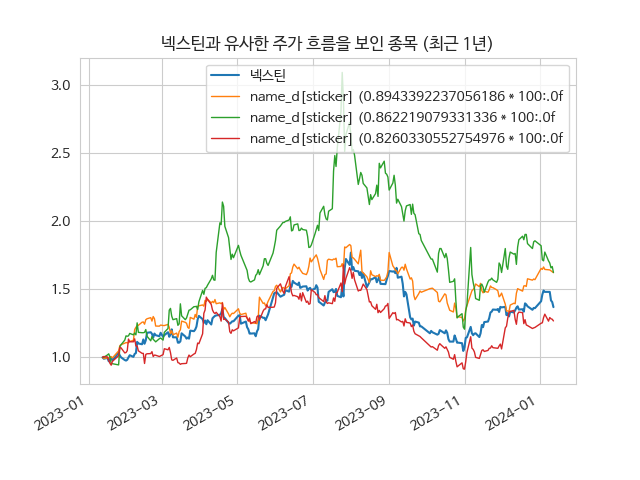 넥스틴과 유사한 주가 흐름을 보인 종목 (최근 1년)
넥스틴
name_d[sticker] (0.8943392237056186 * 100:.0f
name_d[sticker] (0.862219079331336 * 100:.0f
name_d[sticker] (0.8260330552754976 * 100:.0f
3.0
2.5
2.0
1.5
1.0
2023-01
2023-03
2023-05
2023-07
2023-09
2023-11
2024-01